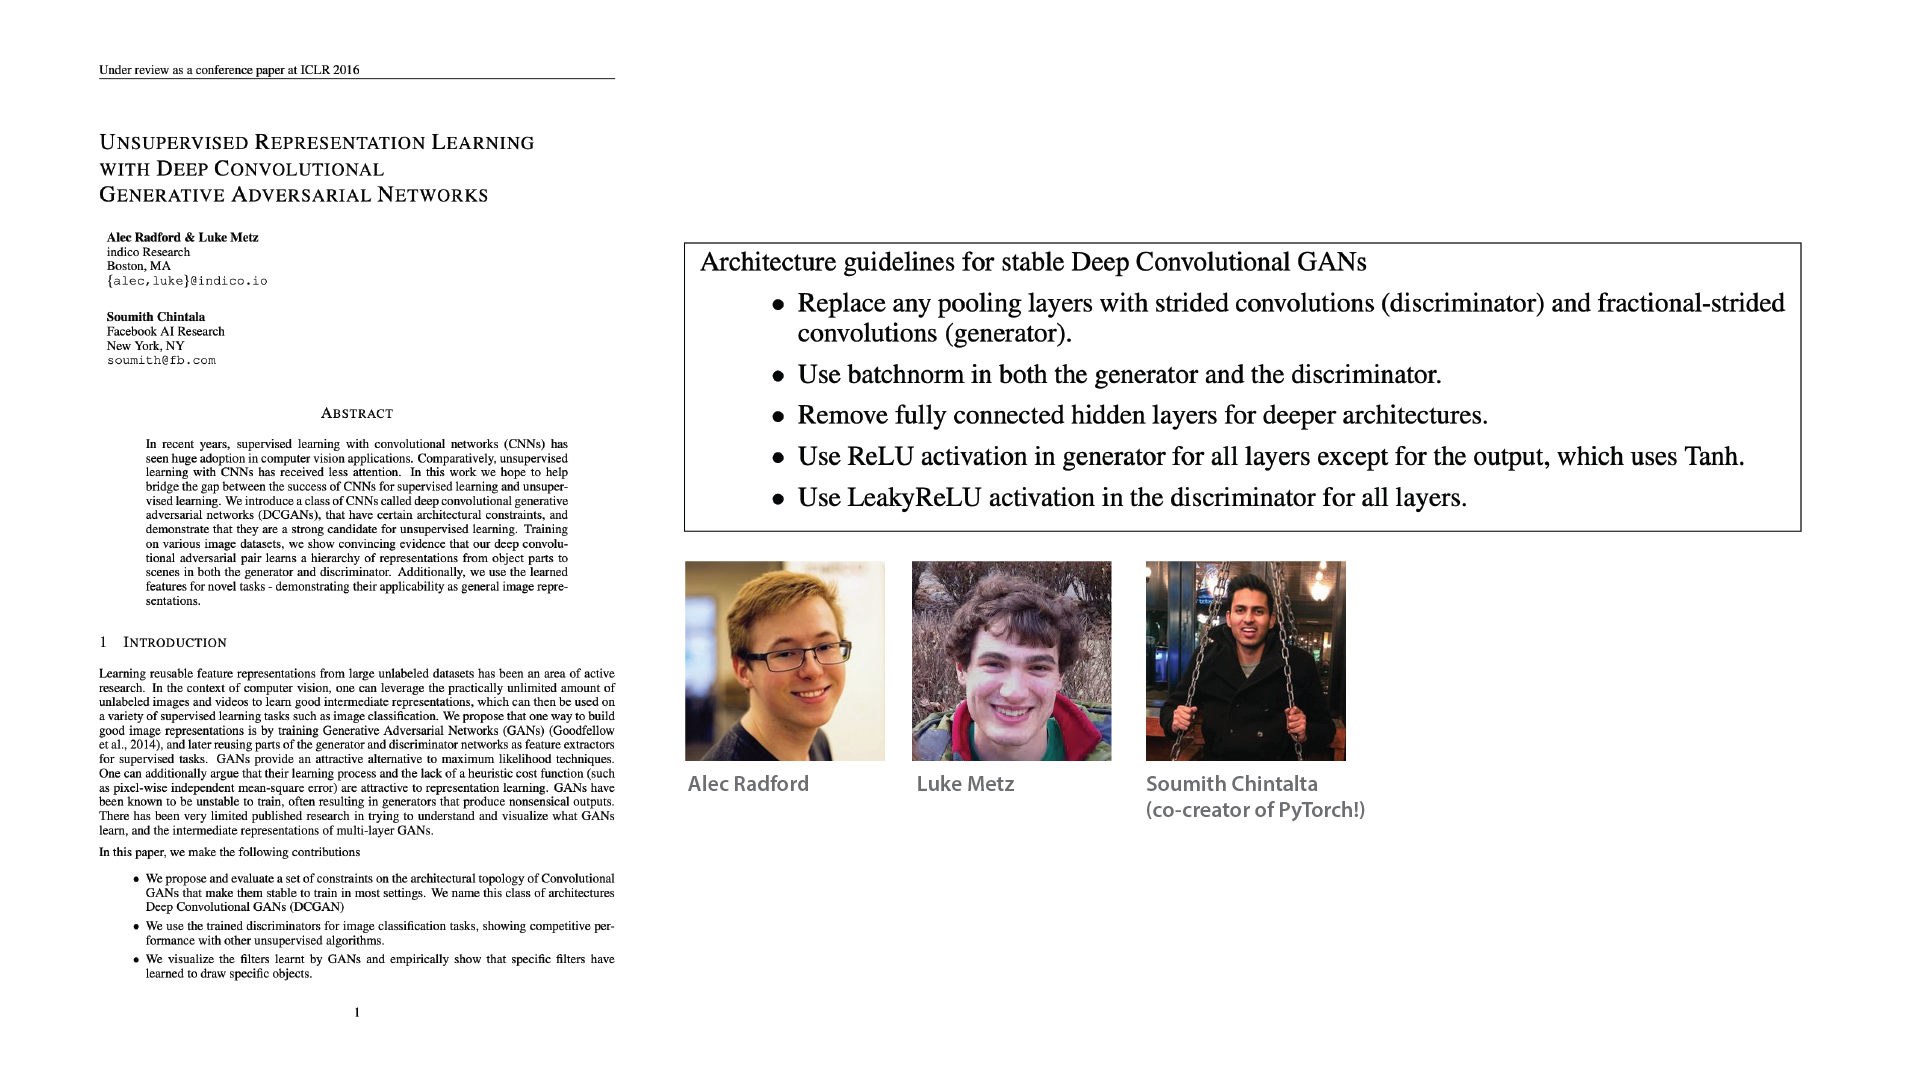 Under review as a conference paper at ICLR 2016
UNSUPERVISED REPRESENTATION LEARNING
WITH DEEP CONVOLUTIONAL
GENERATIVE ADVERSARIAL NETWORKS
Alec Radford & Luke Metz
indico Research
Boston, MA
{alec,luke}@indico.io
Soumith Chintala
Facebook AI Research
New York, NY
soumith@fb.com
ABSTRACT
In recent years, supervised learning with convolutional networks (CNNs) has
seen huge adoption in computer vision applications. Comparatively, unsupervised
learning with CNNs has received less attention. In this work we hope to help
bridge the gap between the success of CNNs for supervised learning and unsuper-
vised learning. We introduce a class of CNNs called deep convolutional generative
adversarial networks (DCGANs), that have certain architectural constraints, and
demonstrate that they are a strong candidate for unsupervised learning. Training
on various image datasets, we show convincing evidence that our deep convolu-
tional adversarial pair learns a hierarchy of representations from object parts to
scenes in both the generator and discriminator. Additionally, we use the learned
features for novel tasks - demonstrating their applicability as general image repre-
sentations.
1 INTRODUCTION
Learning reusable feature representations from large unlabeled datasets has been an area of active
research. In the context of computer vision, one can leverage the practically unlimited amount of
unlabeled images and videos to learn good intermediate representations, which can then be used on
a variety of supervised learning tasks such as image classification. We propose that one way to build
good image representations is by training Generative Adversarial Networks (GANs) (Goodfellow
et al., 2014), and later reusing parts of the generator and discriminator networks as feature extractors
for supervised tasks. GANs provide an attractive alternative to maximum likelihood techniques.
One can additionally argue that their learning process and the lack of a heuristic cost function (such
as pixel-wise independent mean-square error) are attractive to representation learning. GANs have
been known to be unstable to train, often resulting in generators that produce nonsensical outputs.
There has been very limited published research in trying to understand and visualize what GANs
learn, and the intermediate representations of multi-layer GANs.
In this paper, we make the following contributions
• We propose and evaluate a set of constraints on the architectural topology of Convolutional
GANs that make them stable to train in most settings. We name this class of architectures
Deep Convolutional GANs (DCGAN)
• We use the trained discriminators for image classification tasks, showing competitive per-
formance with other unsupervised algorithms.
• We visualize the filters learnt by GANs and empirically show that specific filters have
learned to draw specific objects.
1
Architecture guidelines for stable Deep Convolutional GANs
• Replace any pooling layers with strided convolutions (discriminator) and fractional-strided
convolutions (generator).
• Use batchnorm in both the generator and the discriminator.
• Remove fully connected hidden layers for deeper architectures.
• Use ReLU activation in generator for all layers except for the output, which uses Tanh.
• Use LeakyReLU activation in the discriminator for all layers.
Alec Radford
Luke Metz
Soumith Chintalta
(co-creator of PyTorch!)